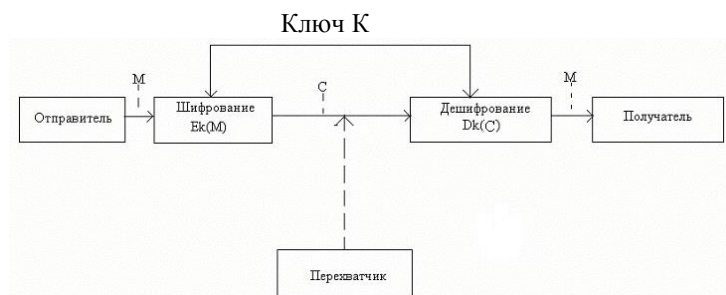 Ключ К
М
С
М
Отправитель
Шифрование
Ek(M)
Дешифрование
Dk(C)
Получатель
Перехватчик